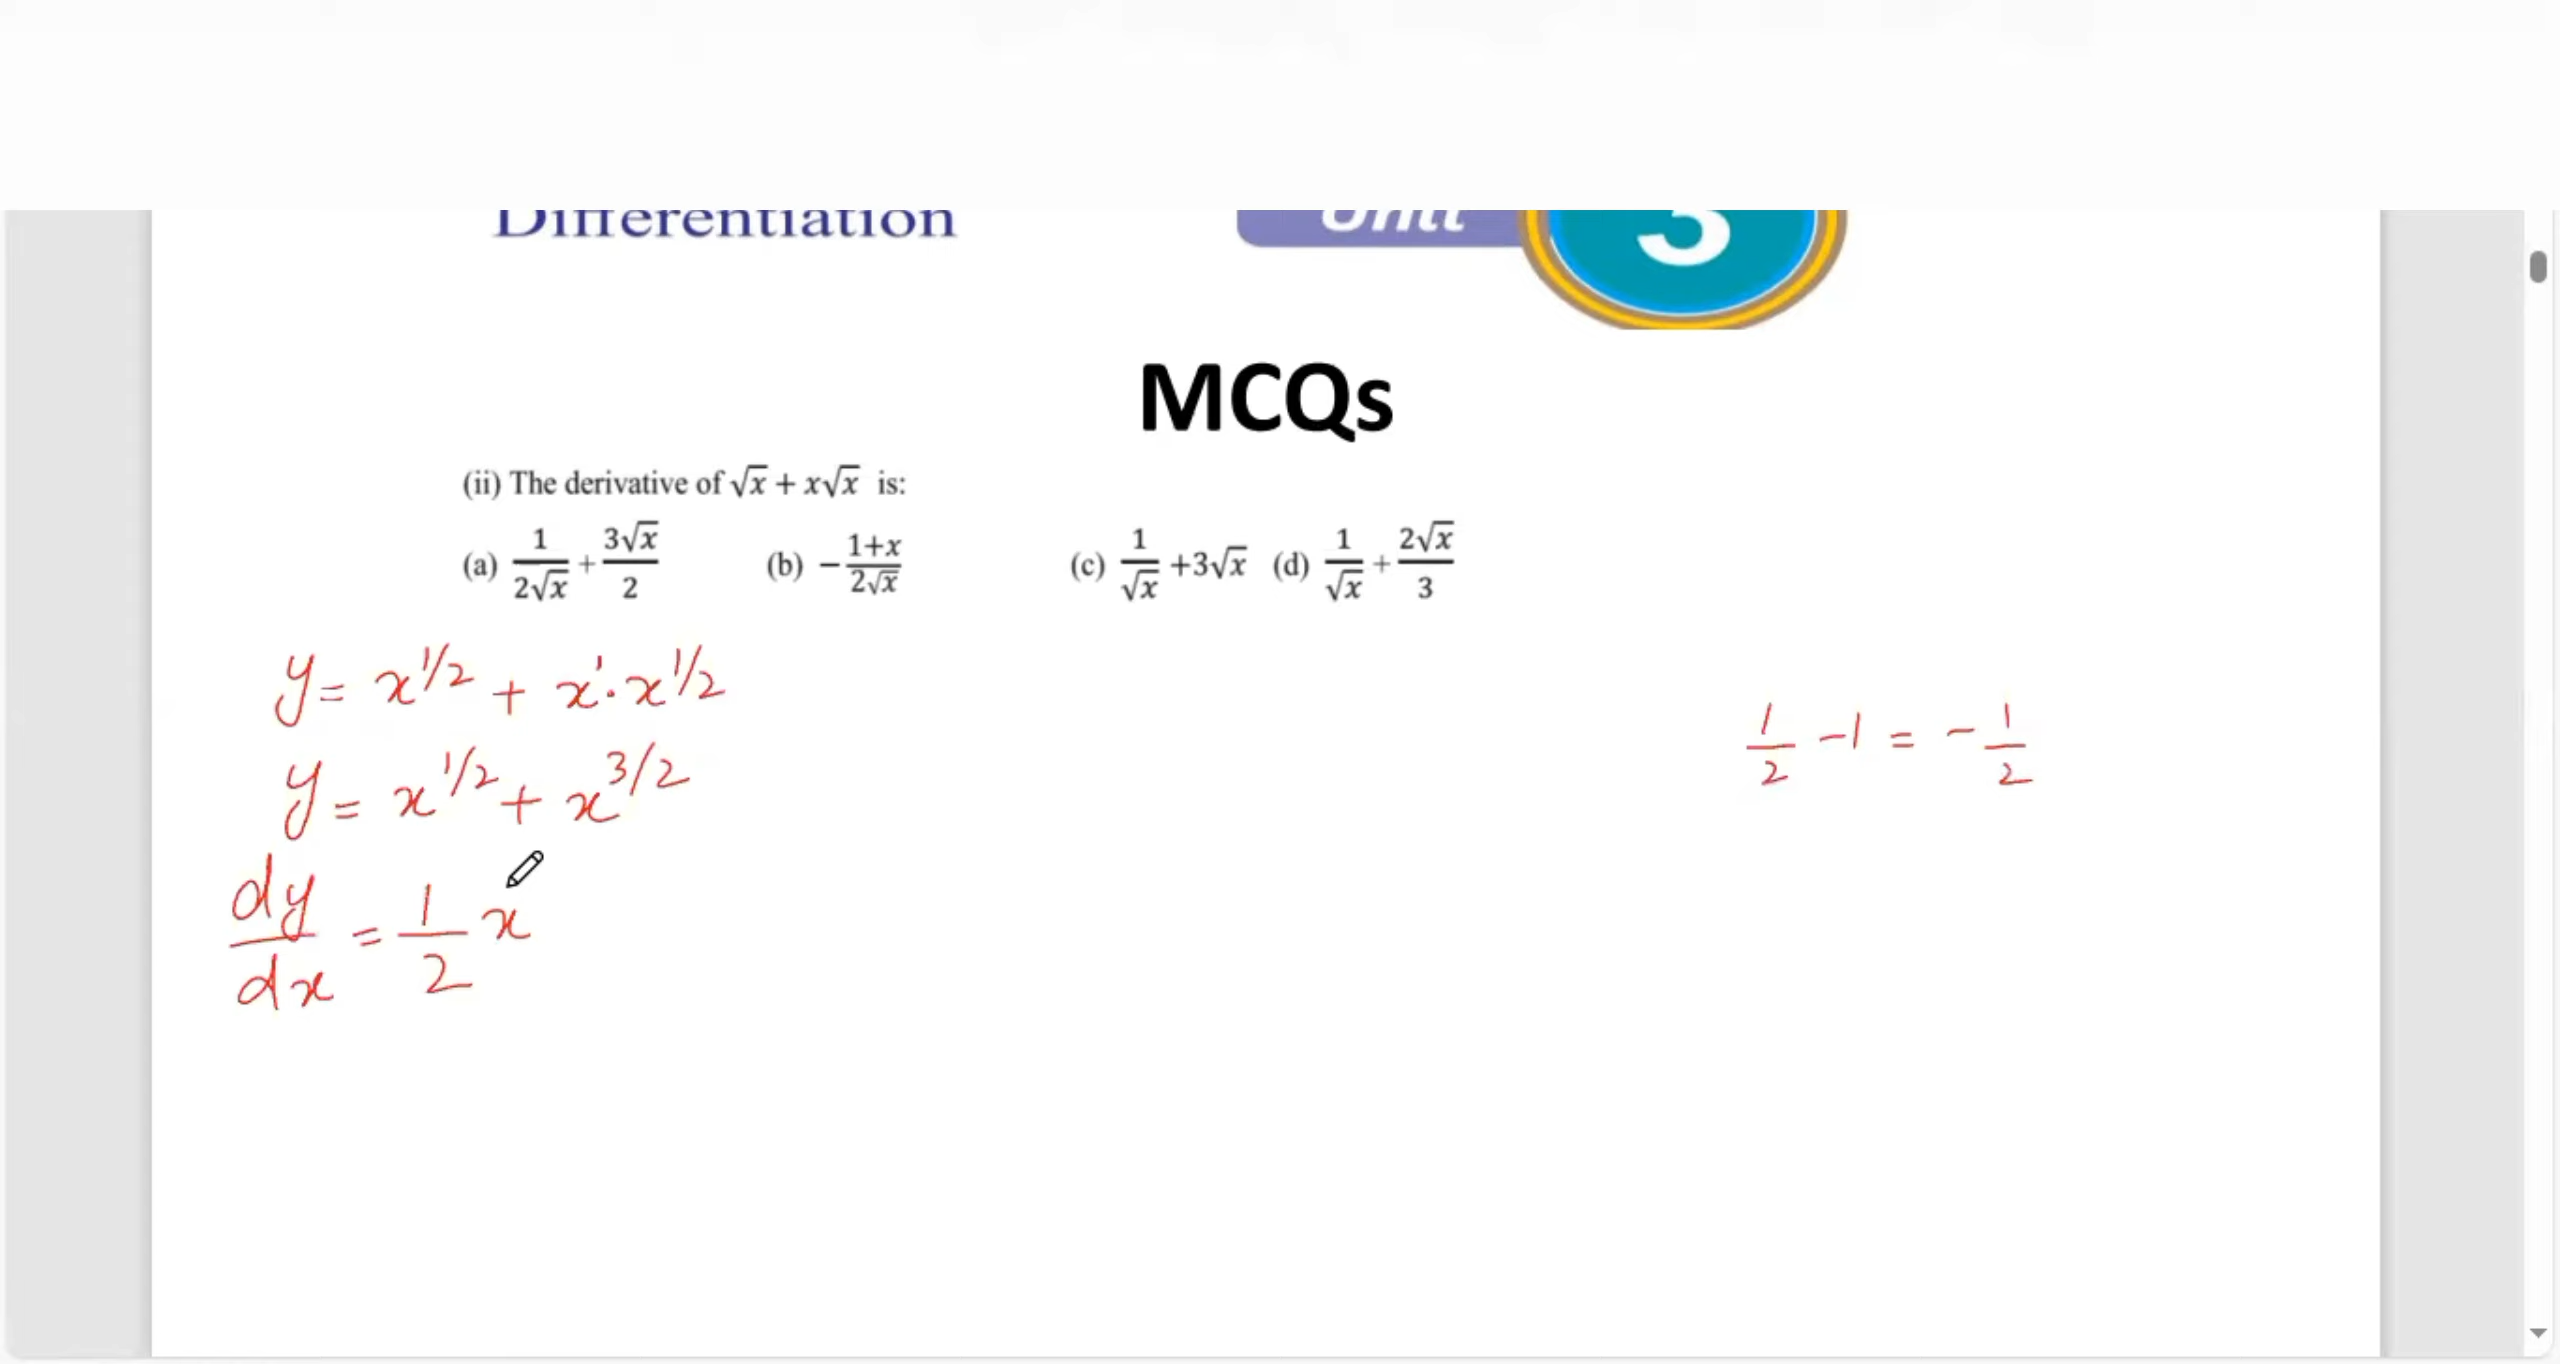 Differentiation
Unit 3
MCQs
(ii) The derivative of √x + x√x is:
(a) 1/(2√x) + 3√x/2 (b) −(1+x)/(2√x) (c) 1/√x +3√x (d) 1/√x + 2√x/3
y = x^1/2 + x^1 · x^1/2
1/2 −1 = −1/2
y = x^1/2 + x^3/2
dy/dx = 1/2 x